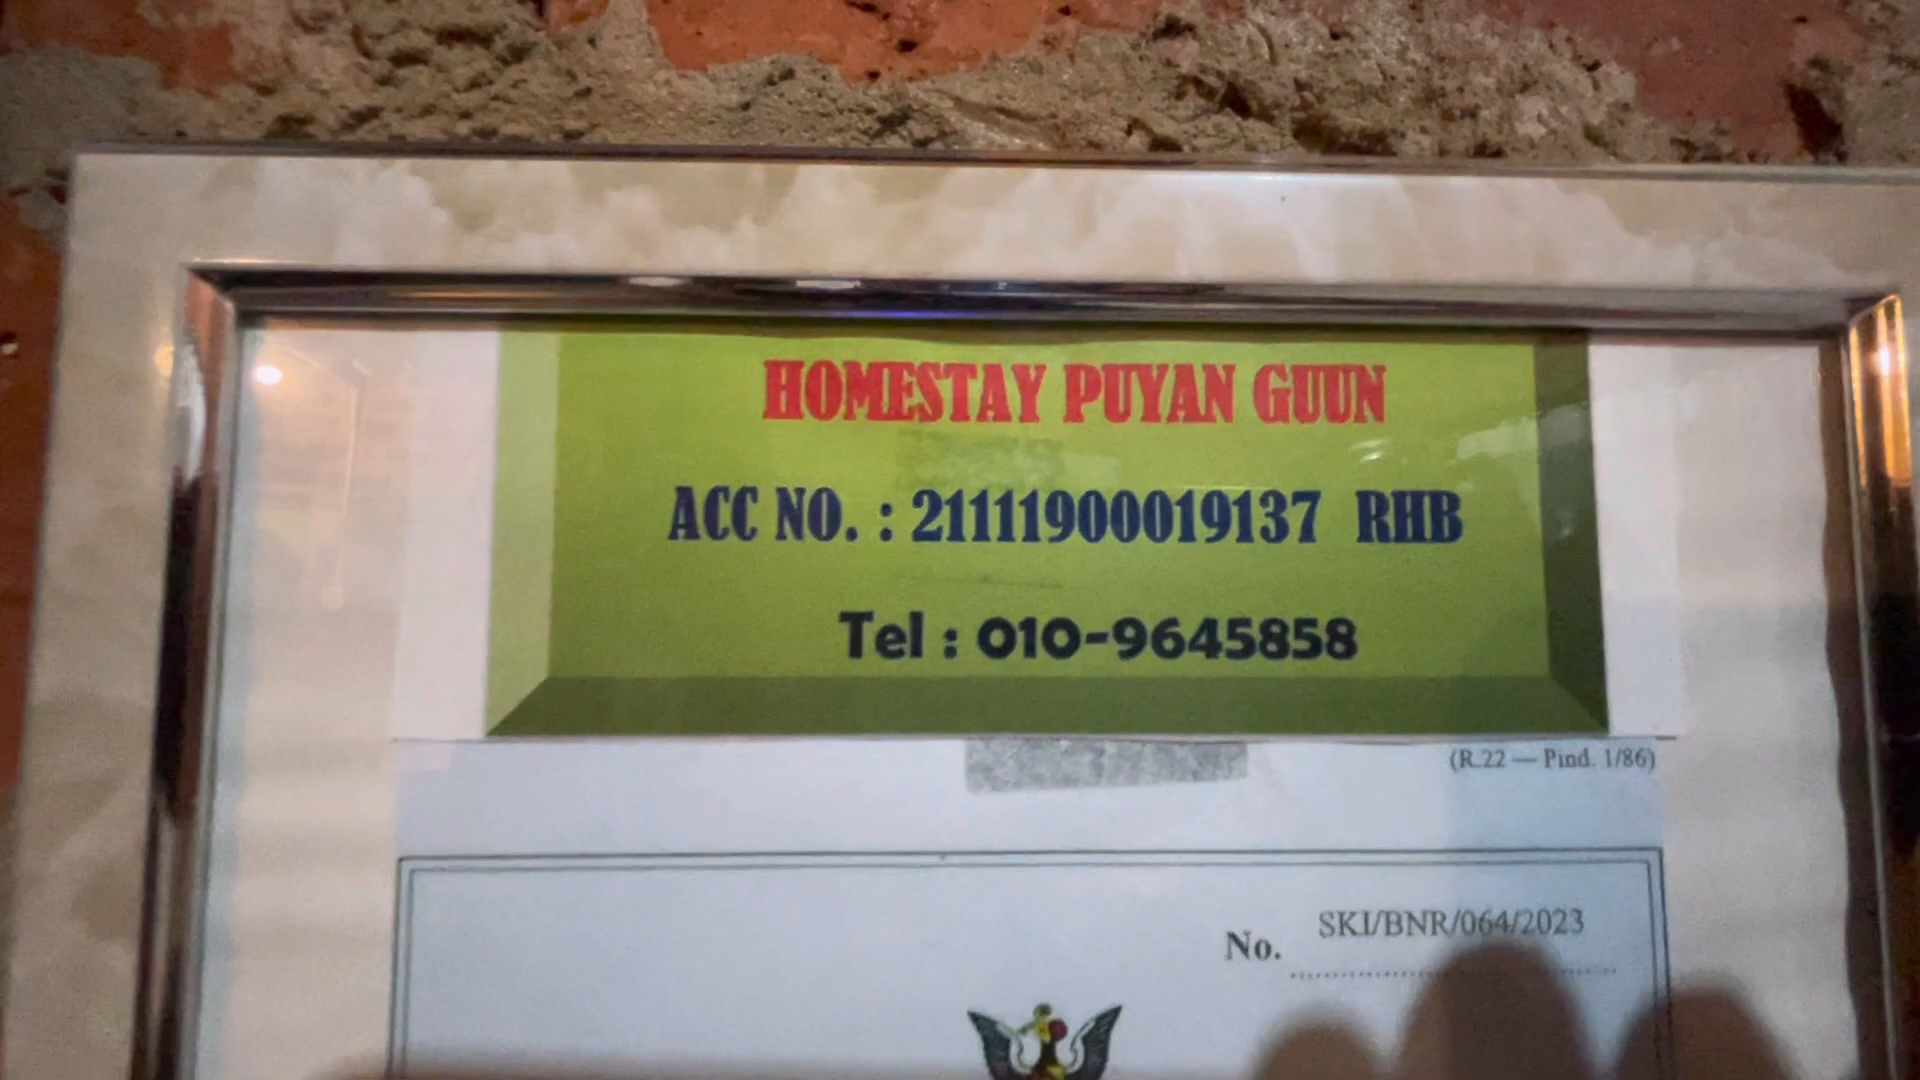 HOMESTAY PUYAN GUUN
ACC NO. : 21111900019137 RHB
Tel : 010-9645858
(R.22 — Pind. 1/86)
No. SKI/BNR/064/2023